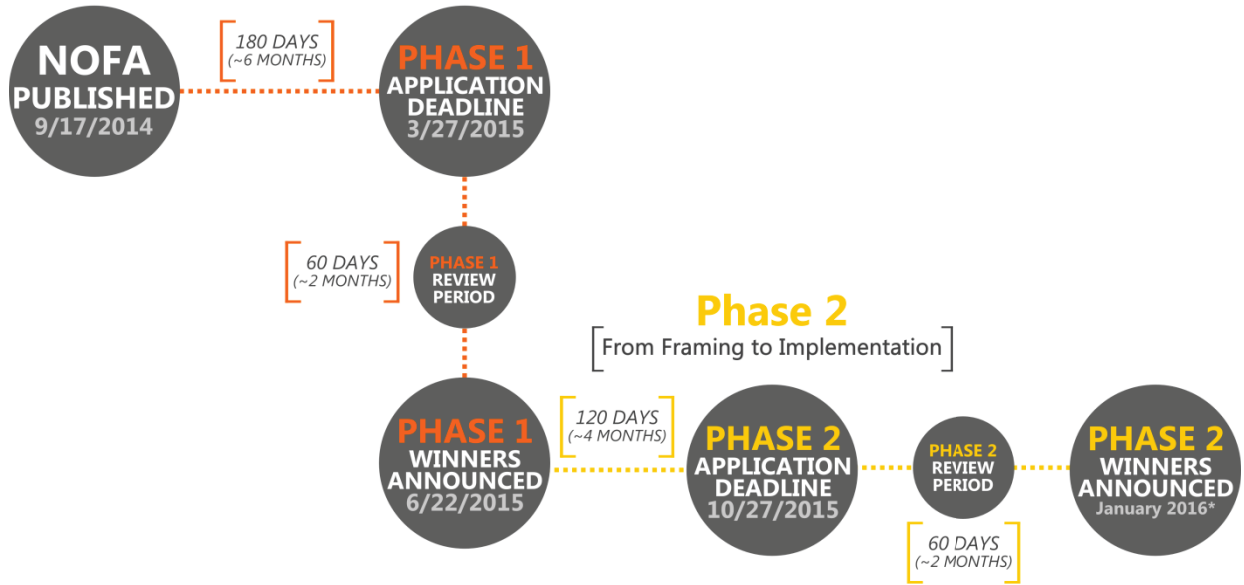 NOFA
PUBLISHED
9/17/2014
180 DAYS
(~6 MONTHS)
PHASE 1
APPLICATION
DEADLINE
3/27/2015
60 DAYS
(~2 MONTHS)
PHASE 1
REVIEW
PERIOD
Phase 2
From Framing to Implementation
PHASE 1
WINNERS
ANNOUNCED
6/22/2015
120 DAYS
(~4 MONTHS)
PHASE 2
APPLICATION
DEADLINE
10/27/2015
PHASE 2
REVIEW
PERIOD
60 DAYS
(~2 MONTHS)
PHASE 2
WINNERS
ANNOUNCED
January 2016*